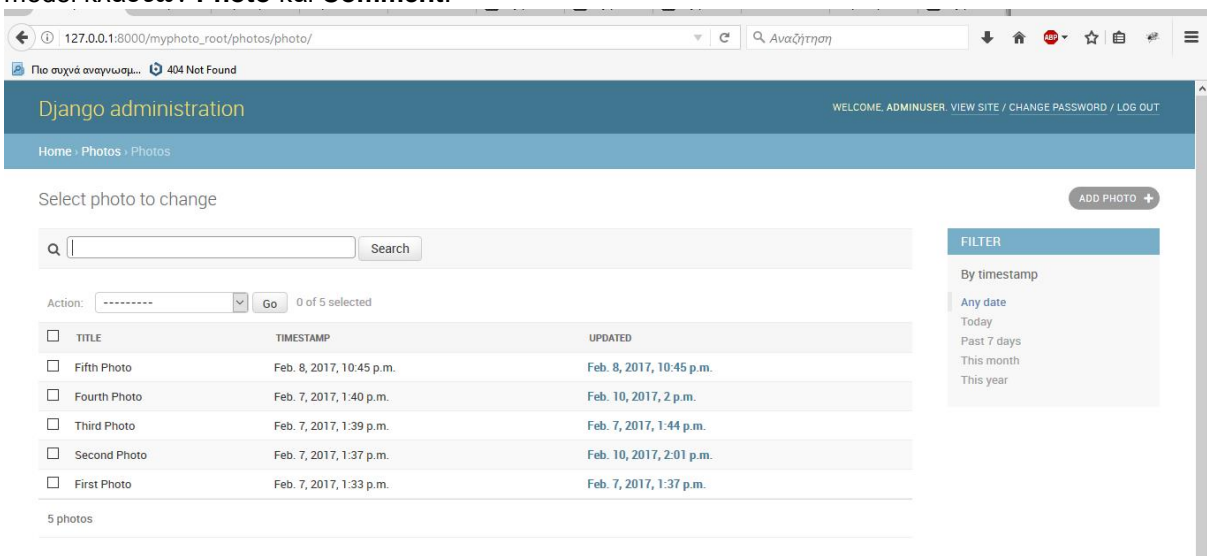 model κλάσεων: Photo και Comment.
127.0.0.1:8000/myphoto_root/photos/photo/
Αναζήτηση
ABP
Πιο συχνά αναγνωσμ... 404 Not Found
Django administration
WELCOME, ADMINUSER. VIEW SITE / CHANGE PASSWORD / LOG OUT
Home › Photos › Photos
Select photo to change
ADD PHOTO +
Search
FILTER
By timestamp
Any date
Today
Past 7 days
This month
This year
Action: --------- Go 0 of 5 selected
TITLE TIMESTAMP UPDATED
Fifth Photo Feb. 8, 2017, 10:45 p.m. Feb. 8, 2017, 10:45 p.m.
Fourth Photo Feb. 7, 2017, 1:40 p.m. Feb. 10, 2017, 2 p.m.
Third Photo Feb. 7, 2017, 1:39 p.m. Feb. 7, 2017, 1:44 p.m.
Second Photo Feb. 7, 2017, 1:37 p.m. Feb. 10, 2017, 2:01 p.m.
First Photo Feb. 7, 2017, 1:33 p.m. Feb. 7, 2017, 1:37 p.m.
5 photos